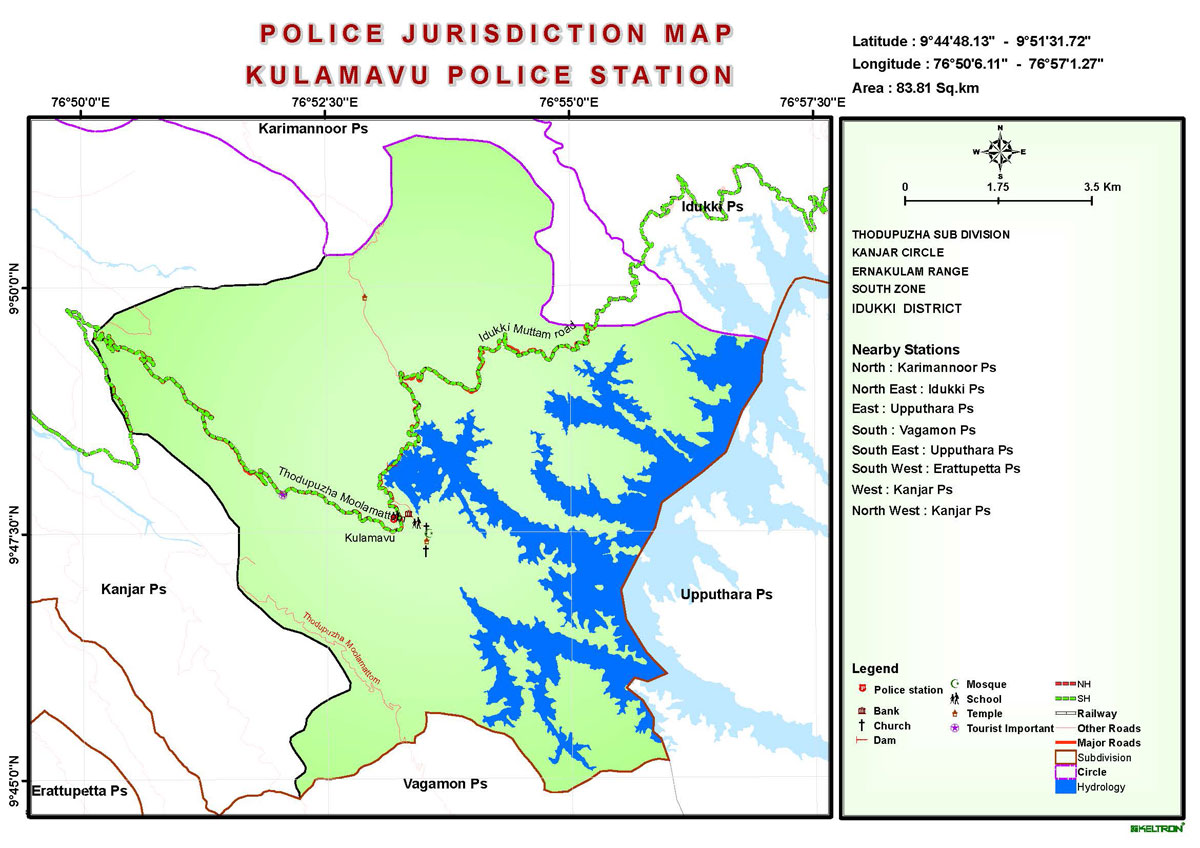 POLICE JURISDICTION MAP
KULAMAVU POLICE STATION
Latitude : 9°44'48.13" - 9°51'31.72"
Longitude : 76°50'6.11" - 76°57'1.27"
Area : 83.81 Sq.km
76°50'0"E
76°52'30"E
76°55'0"E
76°57'30"E
9°50'0"N
9°47'30"N
9°45'0"N
Karimannoor Ps
Idukki Ps
Idukki Muttam road
Thodupuzha Moolamattom
Kulamavu
Kanjar Ps
Upputhara Ps
Thodupuzha Moolamattom
Vagamon Ps
Erattupetta Ps
N
W E
S
0 1.75 3.5 Km
THODUPUZHA SUB DIVISION
KANJAR CIRCLE
ERNAKULAM RANGE
SOUTH ZONE
IDUKKI DISTRICT
Nearby Stations
North : Karimannoor Ps
North East : Idukki Ps
East : Upputhara Ps
South : Vagamon Ps
South East : Upputhara Ps
South West : Erattupetta Ps
West : Kanjar Ps
North West : Kanjar Ps
Legend
Police station
Bank
Church
Dam
Mosque
School
Temple
Tourist Important
NH
SH
Railway
Other Roads
Major Roads
Subdivision
Circle
Hydrology
KELTRON